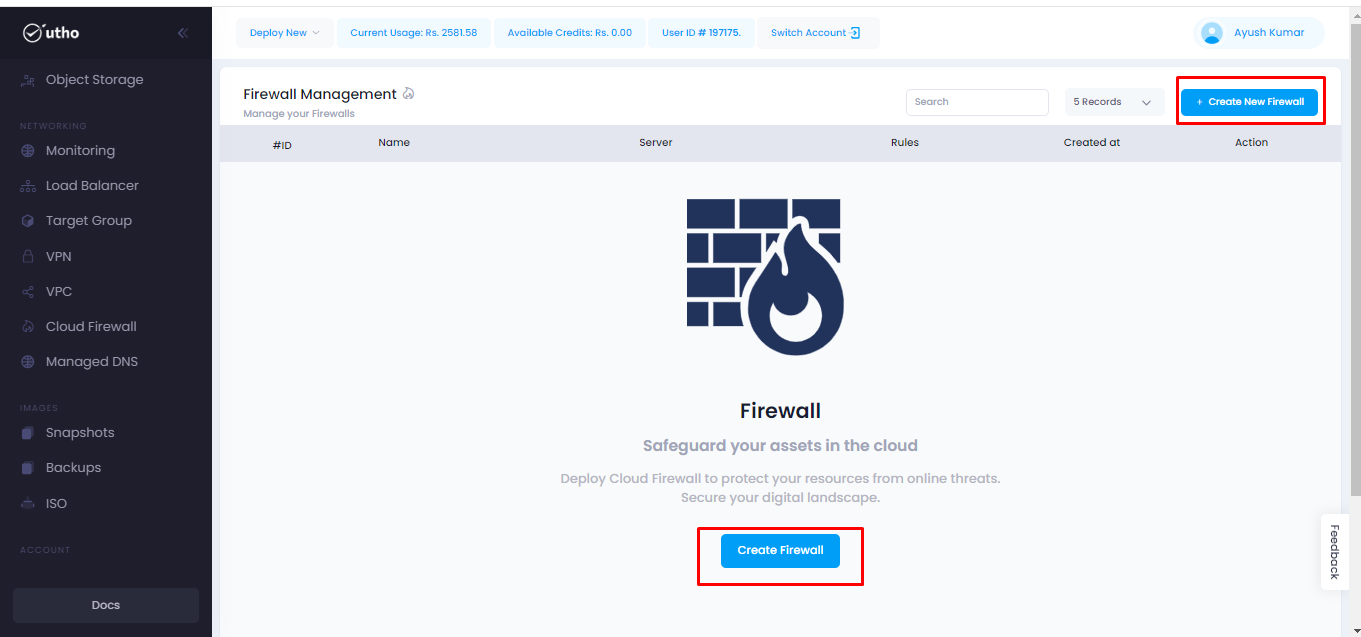 utho
Deploy New
Current Usage: Rs. 2581.58
Available Credits: Rs. 0.00
User ID # 197175.
Switch Account
Ayush Kumar
Object Storage
NETWORKING
Monitoring
Load Balancer
Target Group
VPN
VPC
Cloud Firewall
Managed DNS
IMAGES
Snapshots
Backups
ISO
ACCOUNT
Docs
Firewall Management
Manage your Firewalls
Search
5 Records
+ Create New Firewall
#ID
Name
Server
Rules
Created at
Action
Firewall
Safeguard your assets in the cloud
Deploy Cloud Firewall to protect your resources from online threats.
Secure your digital landscape.
Create Firewall
Feedback